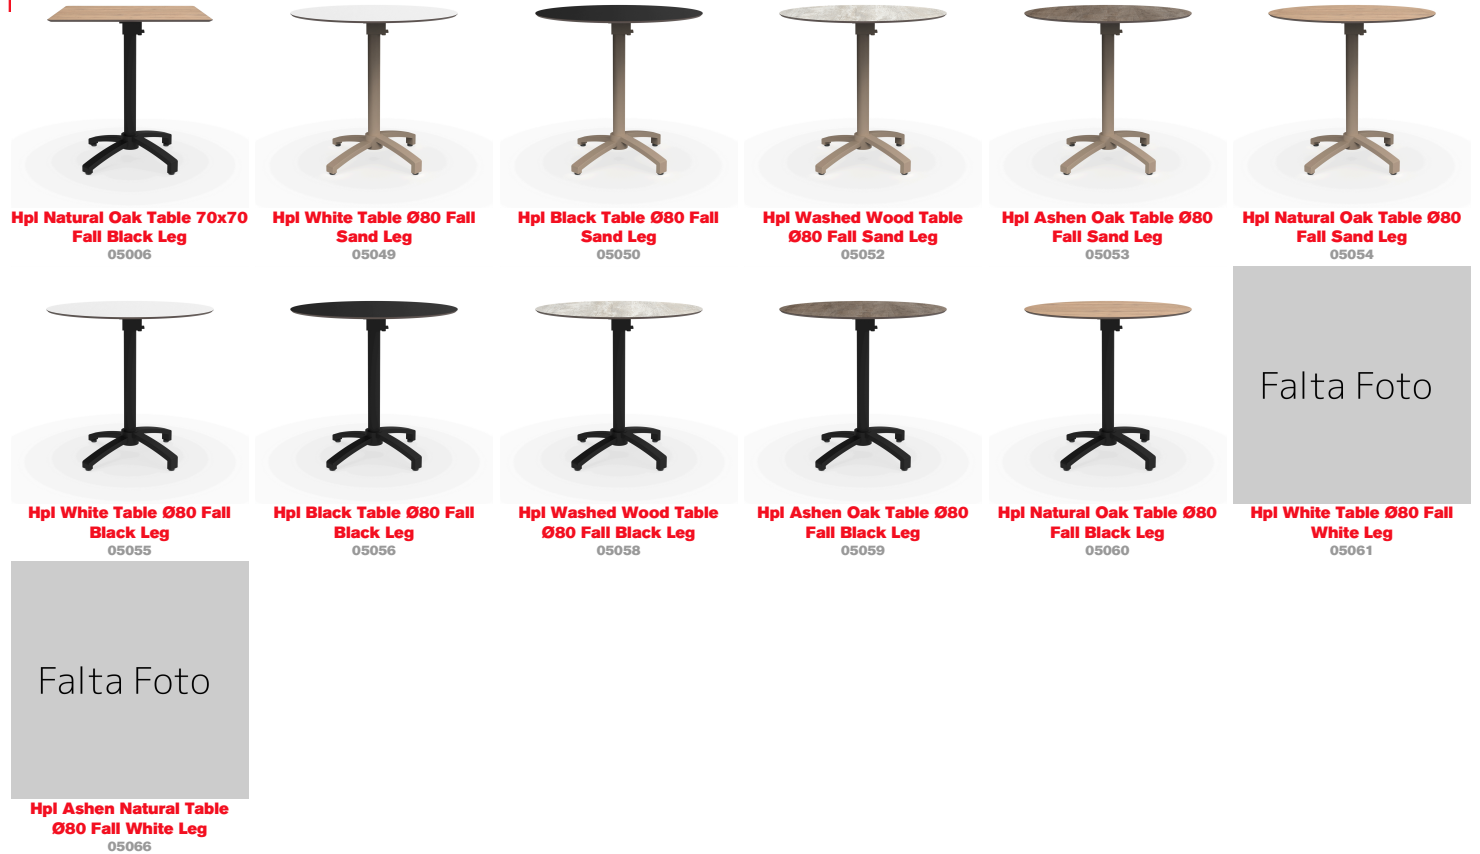 Hpl Natural Oak Table 70x70
Fall Black Leg
05006
Hpl White Table Ø80 Fall
Sand Leg
05049
Hpl Black Table Ø80 Fall
Sand Leg
05050
Hpl Washed Wood Table
Ø80 Fall Sand Leg
05052
Hpl Ashen Oak Table Ø80
Fall Sand Leg
05053
Hpl Natural Oak Table Ø80
Fall Sand Leg
05054
Hpl White Table Ø80 Fall
Black Leg
05055
Hpl Black Table Ø80 Fall
Black Leg
05056
Hpl Washed Wood Table
Ø80 Fall Black Leg
05058
Hpl Ashen Oak Table Ø80
Fall Black Leg
05059
Hpl Natural Oak Table Ø80
Fall Black Leg
05060
Falta Foto
Hpl White Table Ø80 Fall
White Leg
05061
Falta Foto
Hpl Ashen Natural Table
Ø80 Fall White Leg
05066